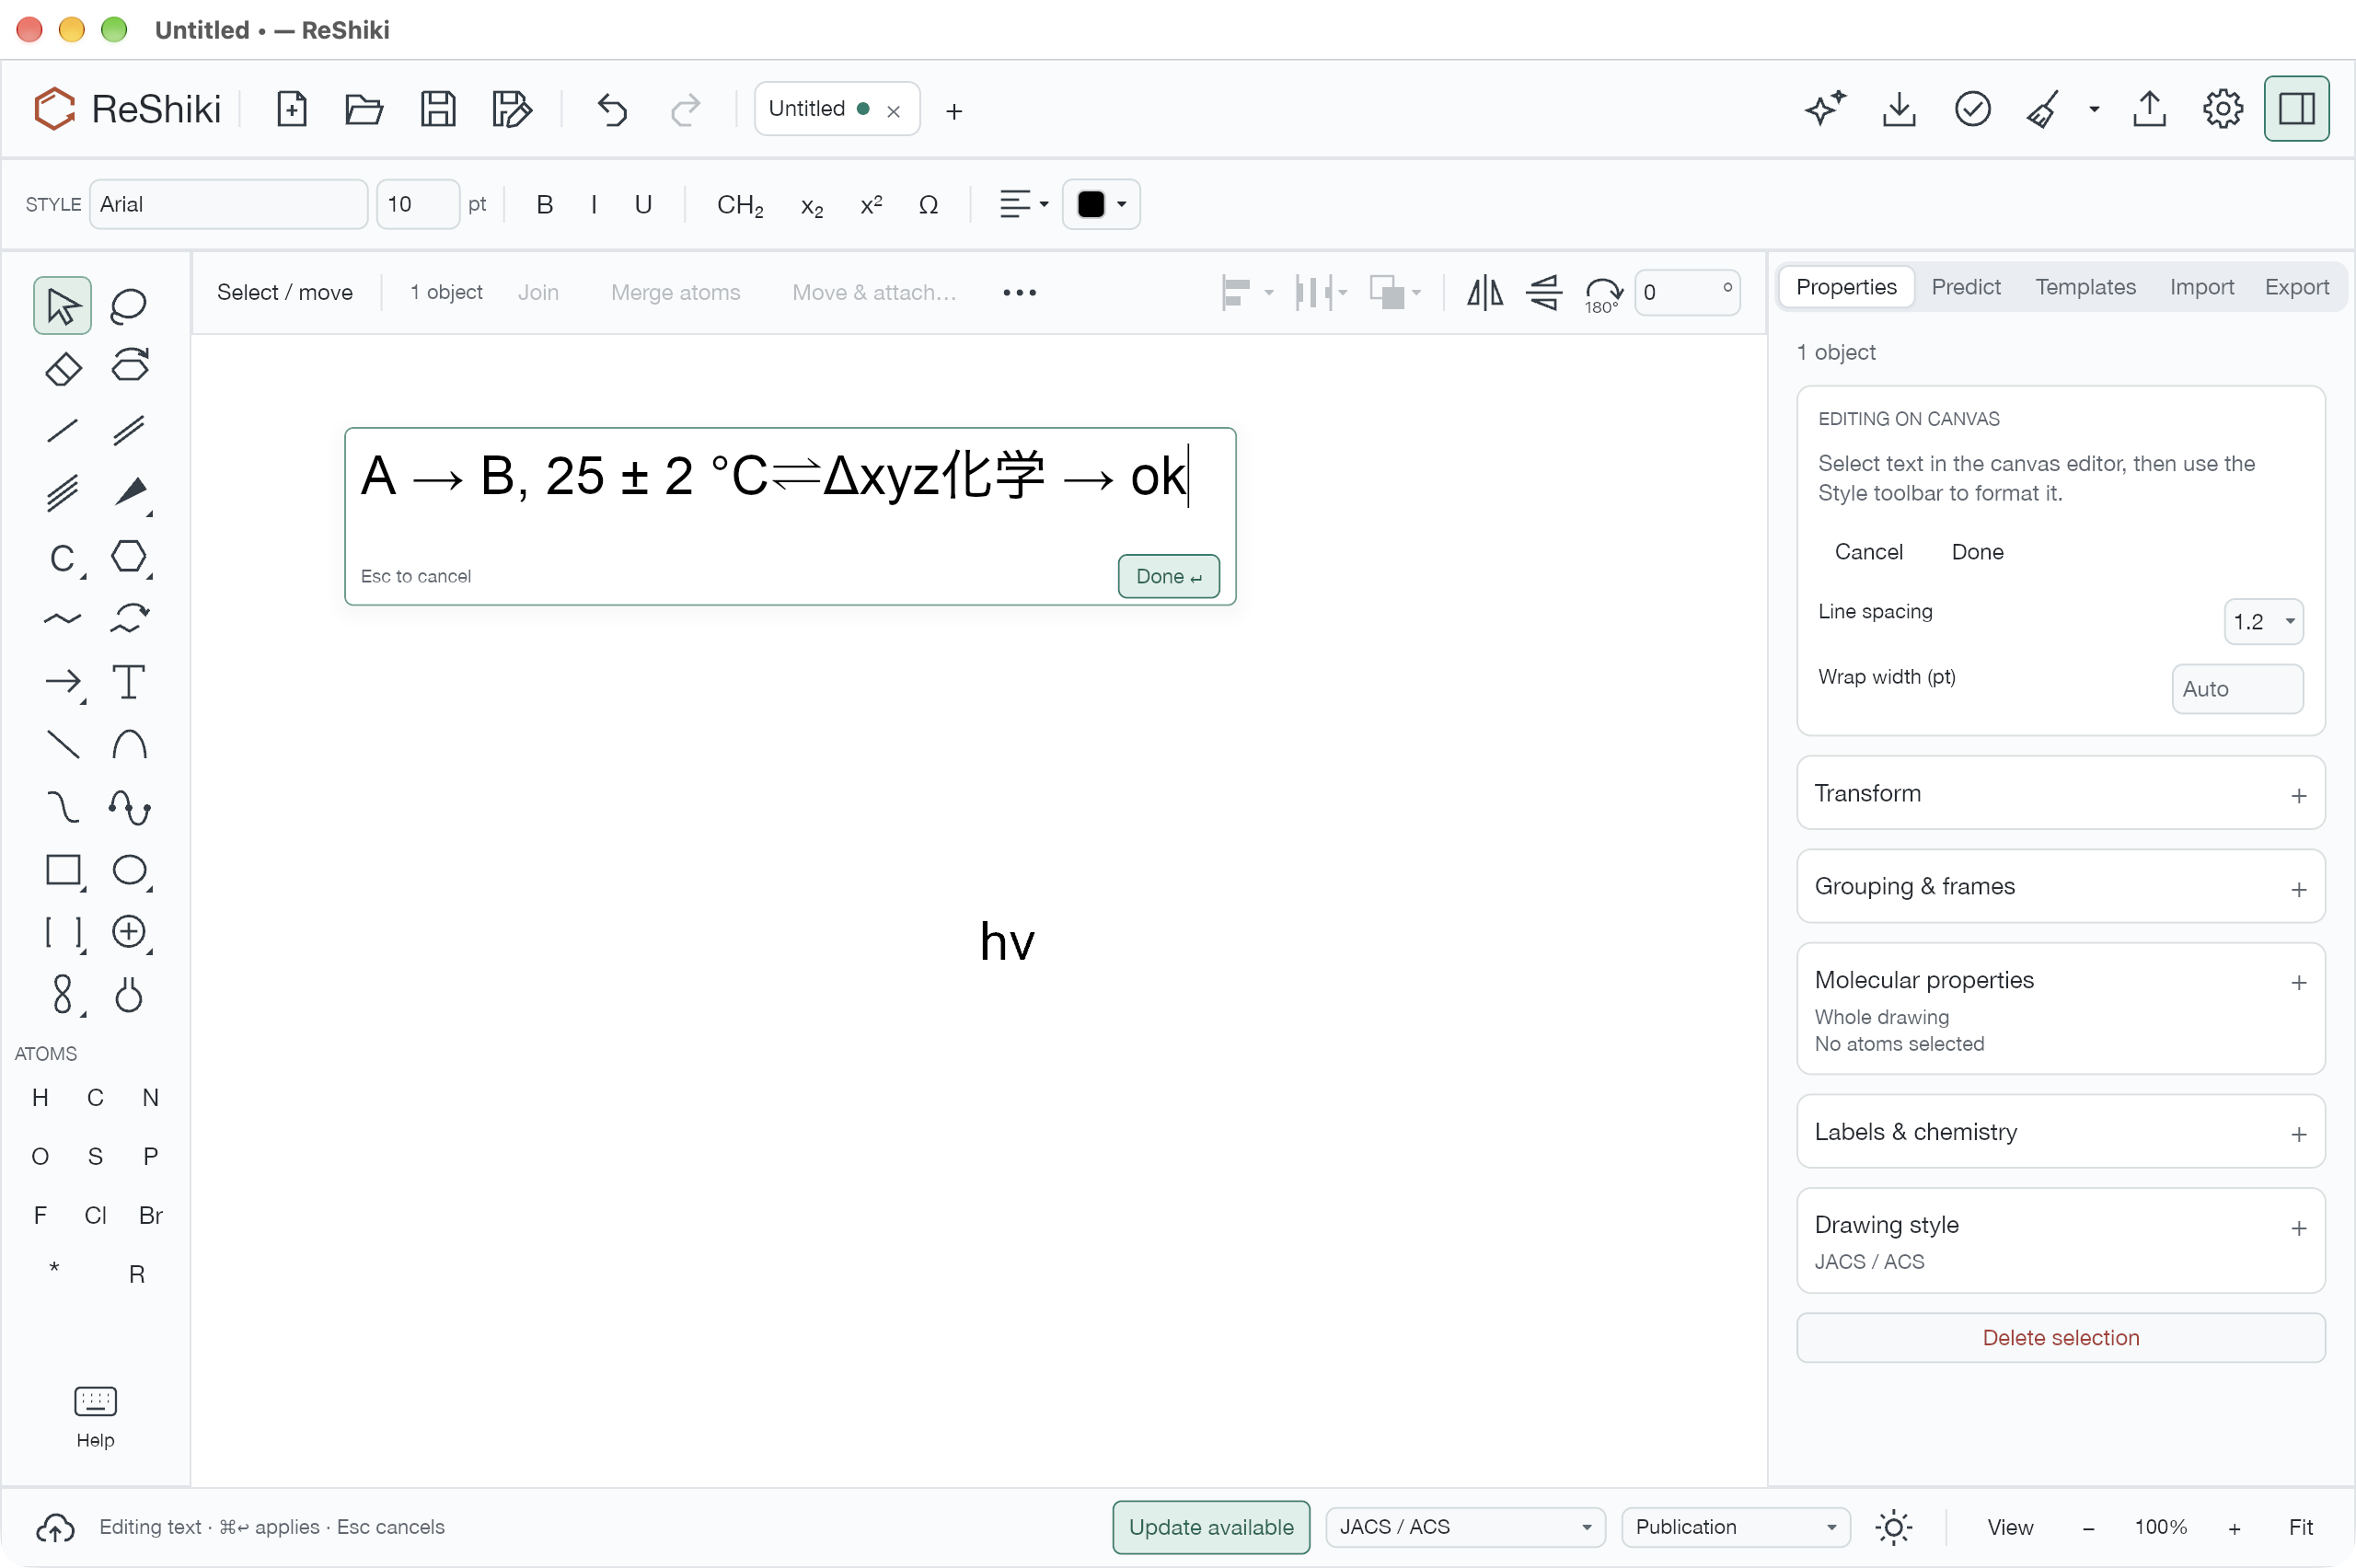 Untitled • — ReShiki
ReShiki
Untitled
STYLE Arial 10 pt B I U CH₂ x₂ x² Ω
Select / move 1 object Join Merge atoms Move & attach... 180° 0 °
Properties Predict Templates Import Export
1 object
EDITING ON CANVAS
Select text in the canvas editor, then use the
Style toolbar to format it.
Cancel Done
Line spacing 1.2
Wrap width (pt) Auto
Transform
Grouping & frames
Molecular properties
Whole drawing
No atoms selected
Labels & chemistry
Drawing style
JACS / ACS
Delete selection
A → B, 25 ± 2 °C⇌Δxyz化学 → ok
Esc to cancel Done ↵
hv
C
T
ATOMS
H C N
O S P
F Cl Br
* R
Help
Editing text · ⌘↩ applies · Esc cancels
Update available JACS / ACS Publication View − 100% + Fit